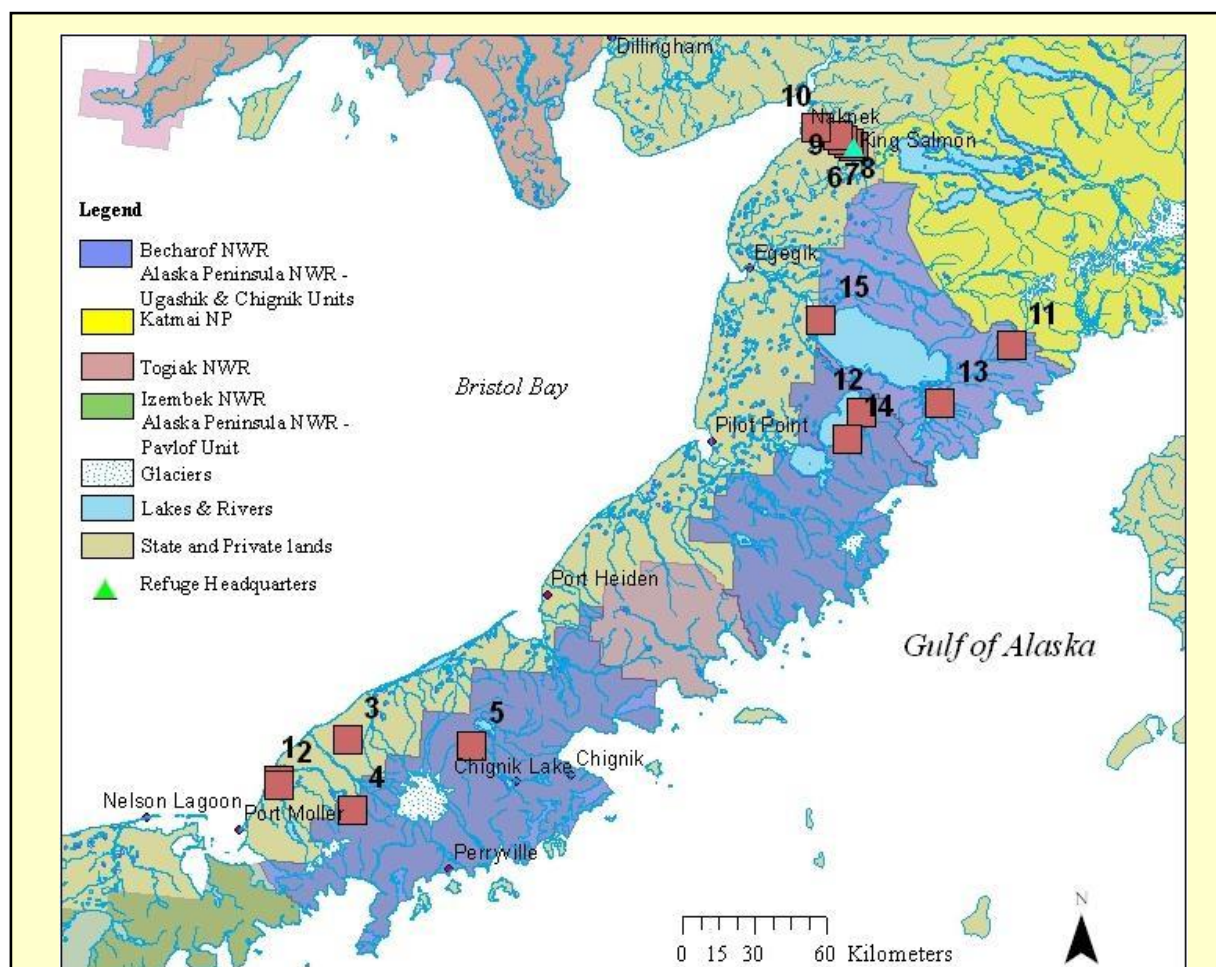 Dillingham
10
Naknek
9
King Salmon
678
Legend
Becharof NWR
Alaska Peninsula NWR -
Ugashik & Chignik Units
Katmai NP
Togiak NWR
Izembek NWR
Alaska Peninsula NWR -
Pavlof Unit
Glaciers
Lakes & Rivers
State and Private lands
Refuge Headquarters
Egegik
15
11
Bristol Bay
12
13
14
Pilot Point
Port Heiden
Gulf of Alaska
3
5
12
4
Chignik Lake
Chignik
Nelson Lagoon
Port Moller
Perryville
N
0 15 30 60 Kilometers